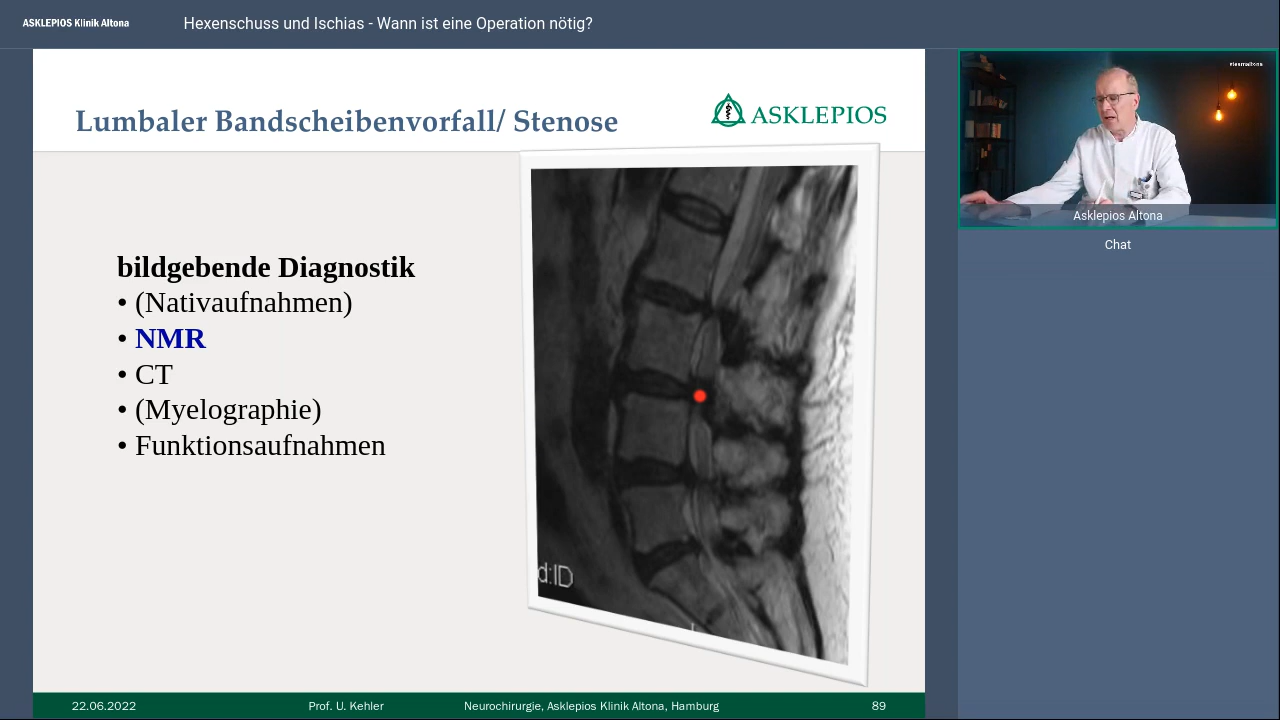 ASKLEPIOS Klinik Altona
Hexenschuss und Ischias - Wann ist eine Operation nötig?
Lumbaler Bandscheibenvorfall/ Stenose
ASKLEPIOS
#teamaltona
Asklepios Altona
Chat
bildgebende Diagnostik
• (Nativaufnahmen)
• NMR
• CT
• (Myelographie)
• Funktionsaufnahmen
d:ID
22.06.2022 Prof. U. Kehler Neurochirurgie, Asklepios Klinik Altona, Hamburg 89